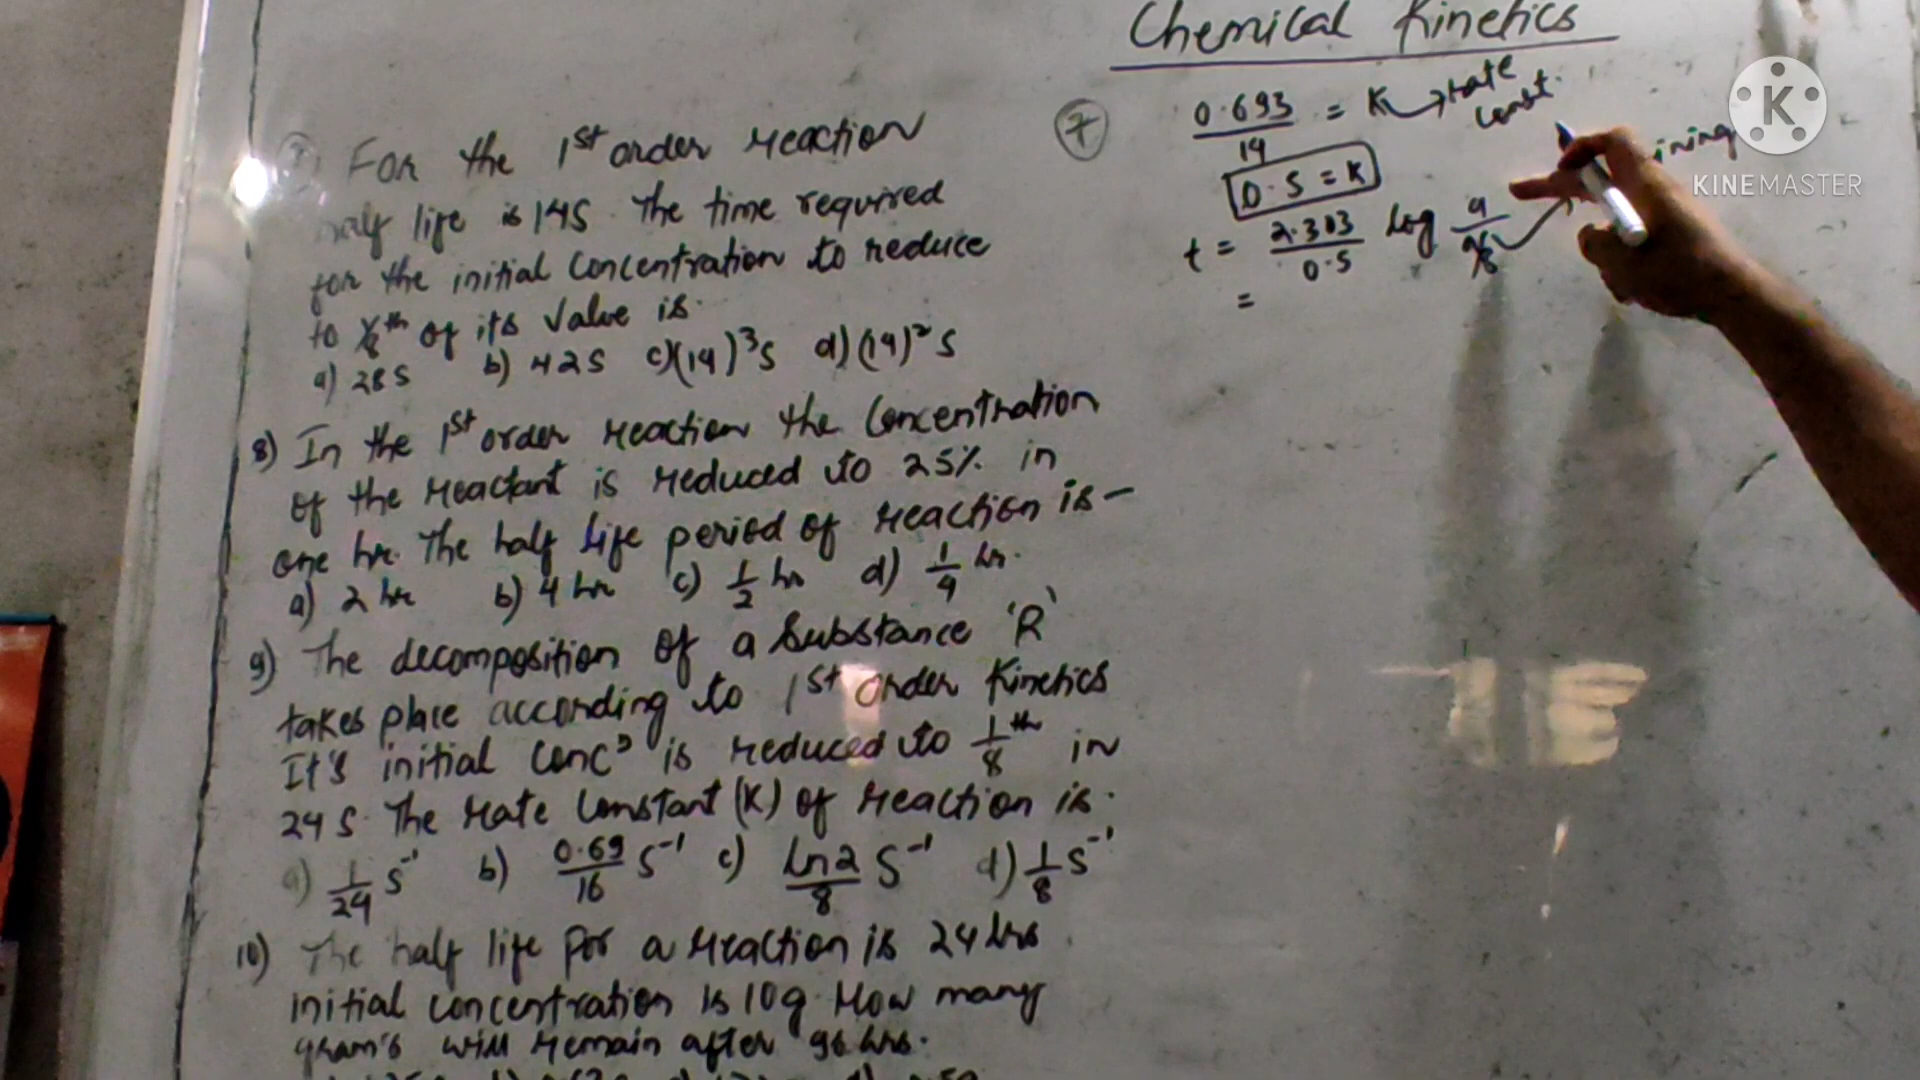 Chemical Kinetics
For the 1st order reaction
half life is 14S. The time required
for the initial concentration to reduce
to 1/8th of its value is.
a) 28S b) 42S c) (14)³S d) (14)²S
8) In the 1st order reaction the concentration
of the reactant is reduced to 25% in
one hr. The half life period of reaction is -
a) 2 hr b) 4 hr c) 1/2 hr d) 1/4 hr.
9) The decomposition of a substance 'R'
takes place according to 1st order Kinetics
It's initial concⁿ is reduced to 1/8th in
24 S. The rate constant (K) of reaction is.
a) 1/24 S⁻¹ b) 0.69/16 S⁻¹ c) ln2/8 S⁻¹ d) 1/8 S⁻¹
10) The half life for a reaction is 24 hrs
initial concentration is 10g. How many
gram's will remain after 96 hrs.
7
0.693/14 = K → rate const.
0.5 = K
t = 2.303/0.5 log a/a/8 →
=
K
KINEMASTER